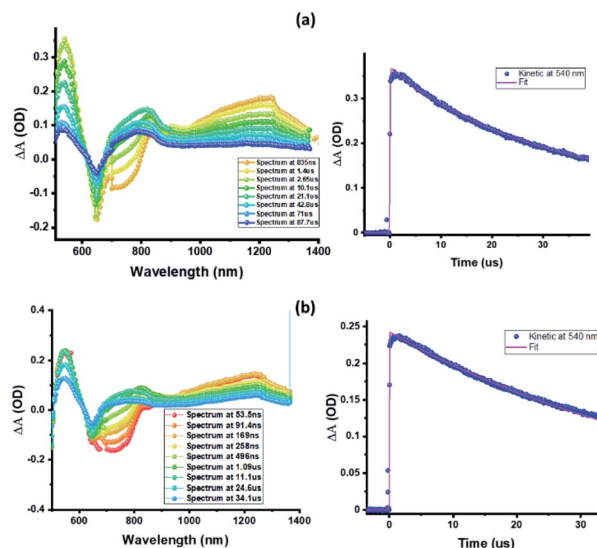 (a)
ΔA (OD)
0.3
0.2
0.1
0.0
-0.1
-0.2
Spectrum at 835ns
Spectrum at 1.4us
Spectrum at 2.65us
Spectrum at 10.1us
Spectrum at 21.1us
Spectrum at 42.8us
Spectrum at 71us
Spectrum at 87.7us
600 800 1000 1200 1400
Wavelength (nm)
ΔA (OD)
0.3
0.2
0.1
0.0
Kinetic at 540 nm
Fit
0 10 20 30
Time (us)
(b)
ΔA (OD)
0.4
0.2
0.0
-0.2
-0.4
Spectrum at 53.5ns
Spectrum at 91.4ns
Spectrum at 169ns
Spectrum at 258ns
Spectrum at 496ns
Spectrum at 1.09us
Spectrum at 11.1us
Spectrum at 24.6us
Spectrum at 34.1us
600 800 1000 1200 1400
Wavelength (nm)
ΔA (OD)
0.25
0.2
0.15
0.1
0.05
0
Kinetic at 540 nm
Fit
0 10 20 30
Time (us)